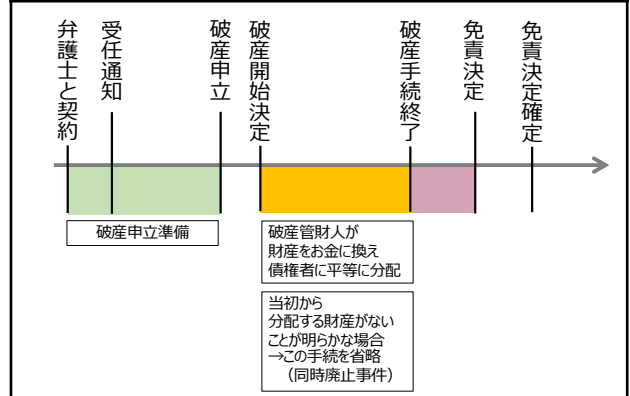 弁護士と契約
受任通知
破産申立
破産開始決定
破産手続終了
免責決定
免責決定確定
破産申立準備
破産管財人が
財産をお金に換え
債権者に平等に分配
当初から
分配する財産がない
ことが明らかな場合
→この手続を省略
（同時廃止事件）